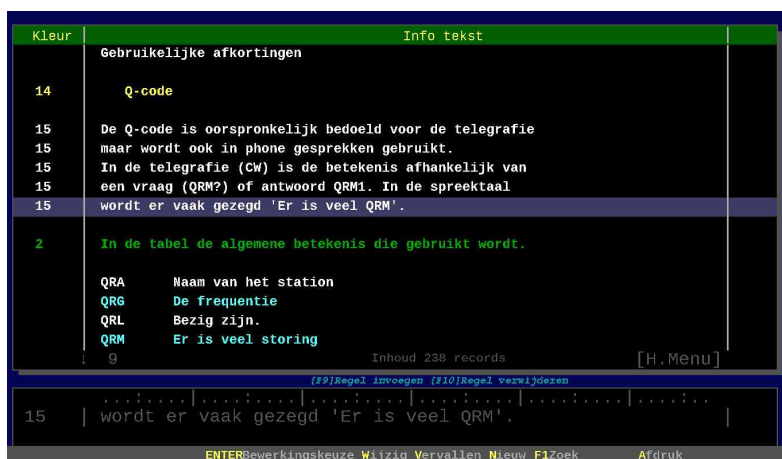 Kleur Info tekst
Gebruikelijke afkortingen
14 Q-code
15 De Q-code is oorspronkelijk bedoeld voor de telegrafie
15 maar wordt ook in phone gesprekken gebruikt.
15 In de telegrafie (CW) is de betekenis afhankelijk van
15 een vraag (QRM?) of antwoord QRM1. In de spreektaal
15 wordt er vaak gezegd 'Er is veel QRM'.
2 In de tabel de algemene betekenis die gebruikt wordt.
QRA Naam van het station
QRG De frequentie
QRL Bezig zijn.
QRM Er is veel storing
↓ 9 Inhoud 238 records [H.Menu]
[F9]Regel invoegen [F10]Regel verwijderen
...:....|....:....|....:....|....:....|....:....|....:....|....:..
15 | wordt er vaak gezegd 'Er is veel QRM'. |
ENTERBewerkingskeuze Wijzig Vervallen Nieuw F1Zoek Afdruk